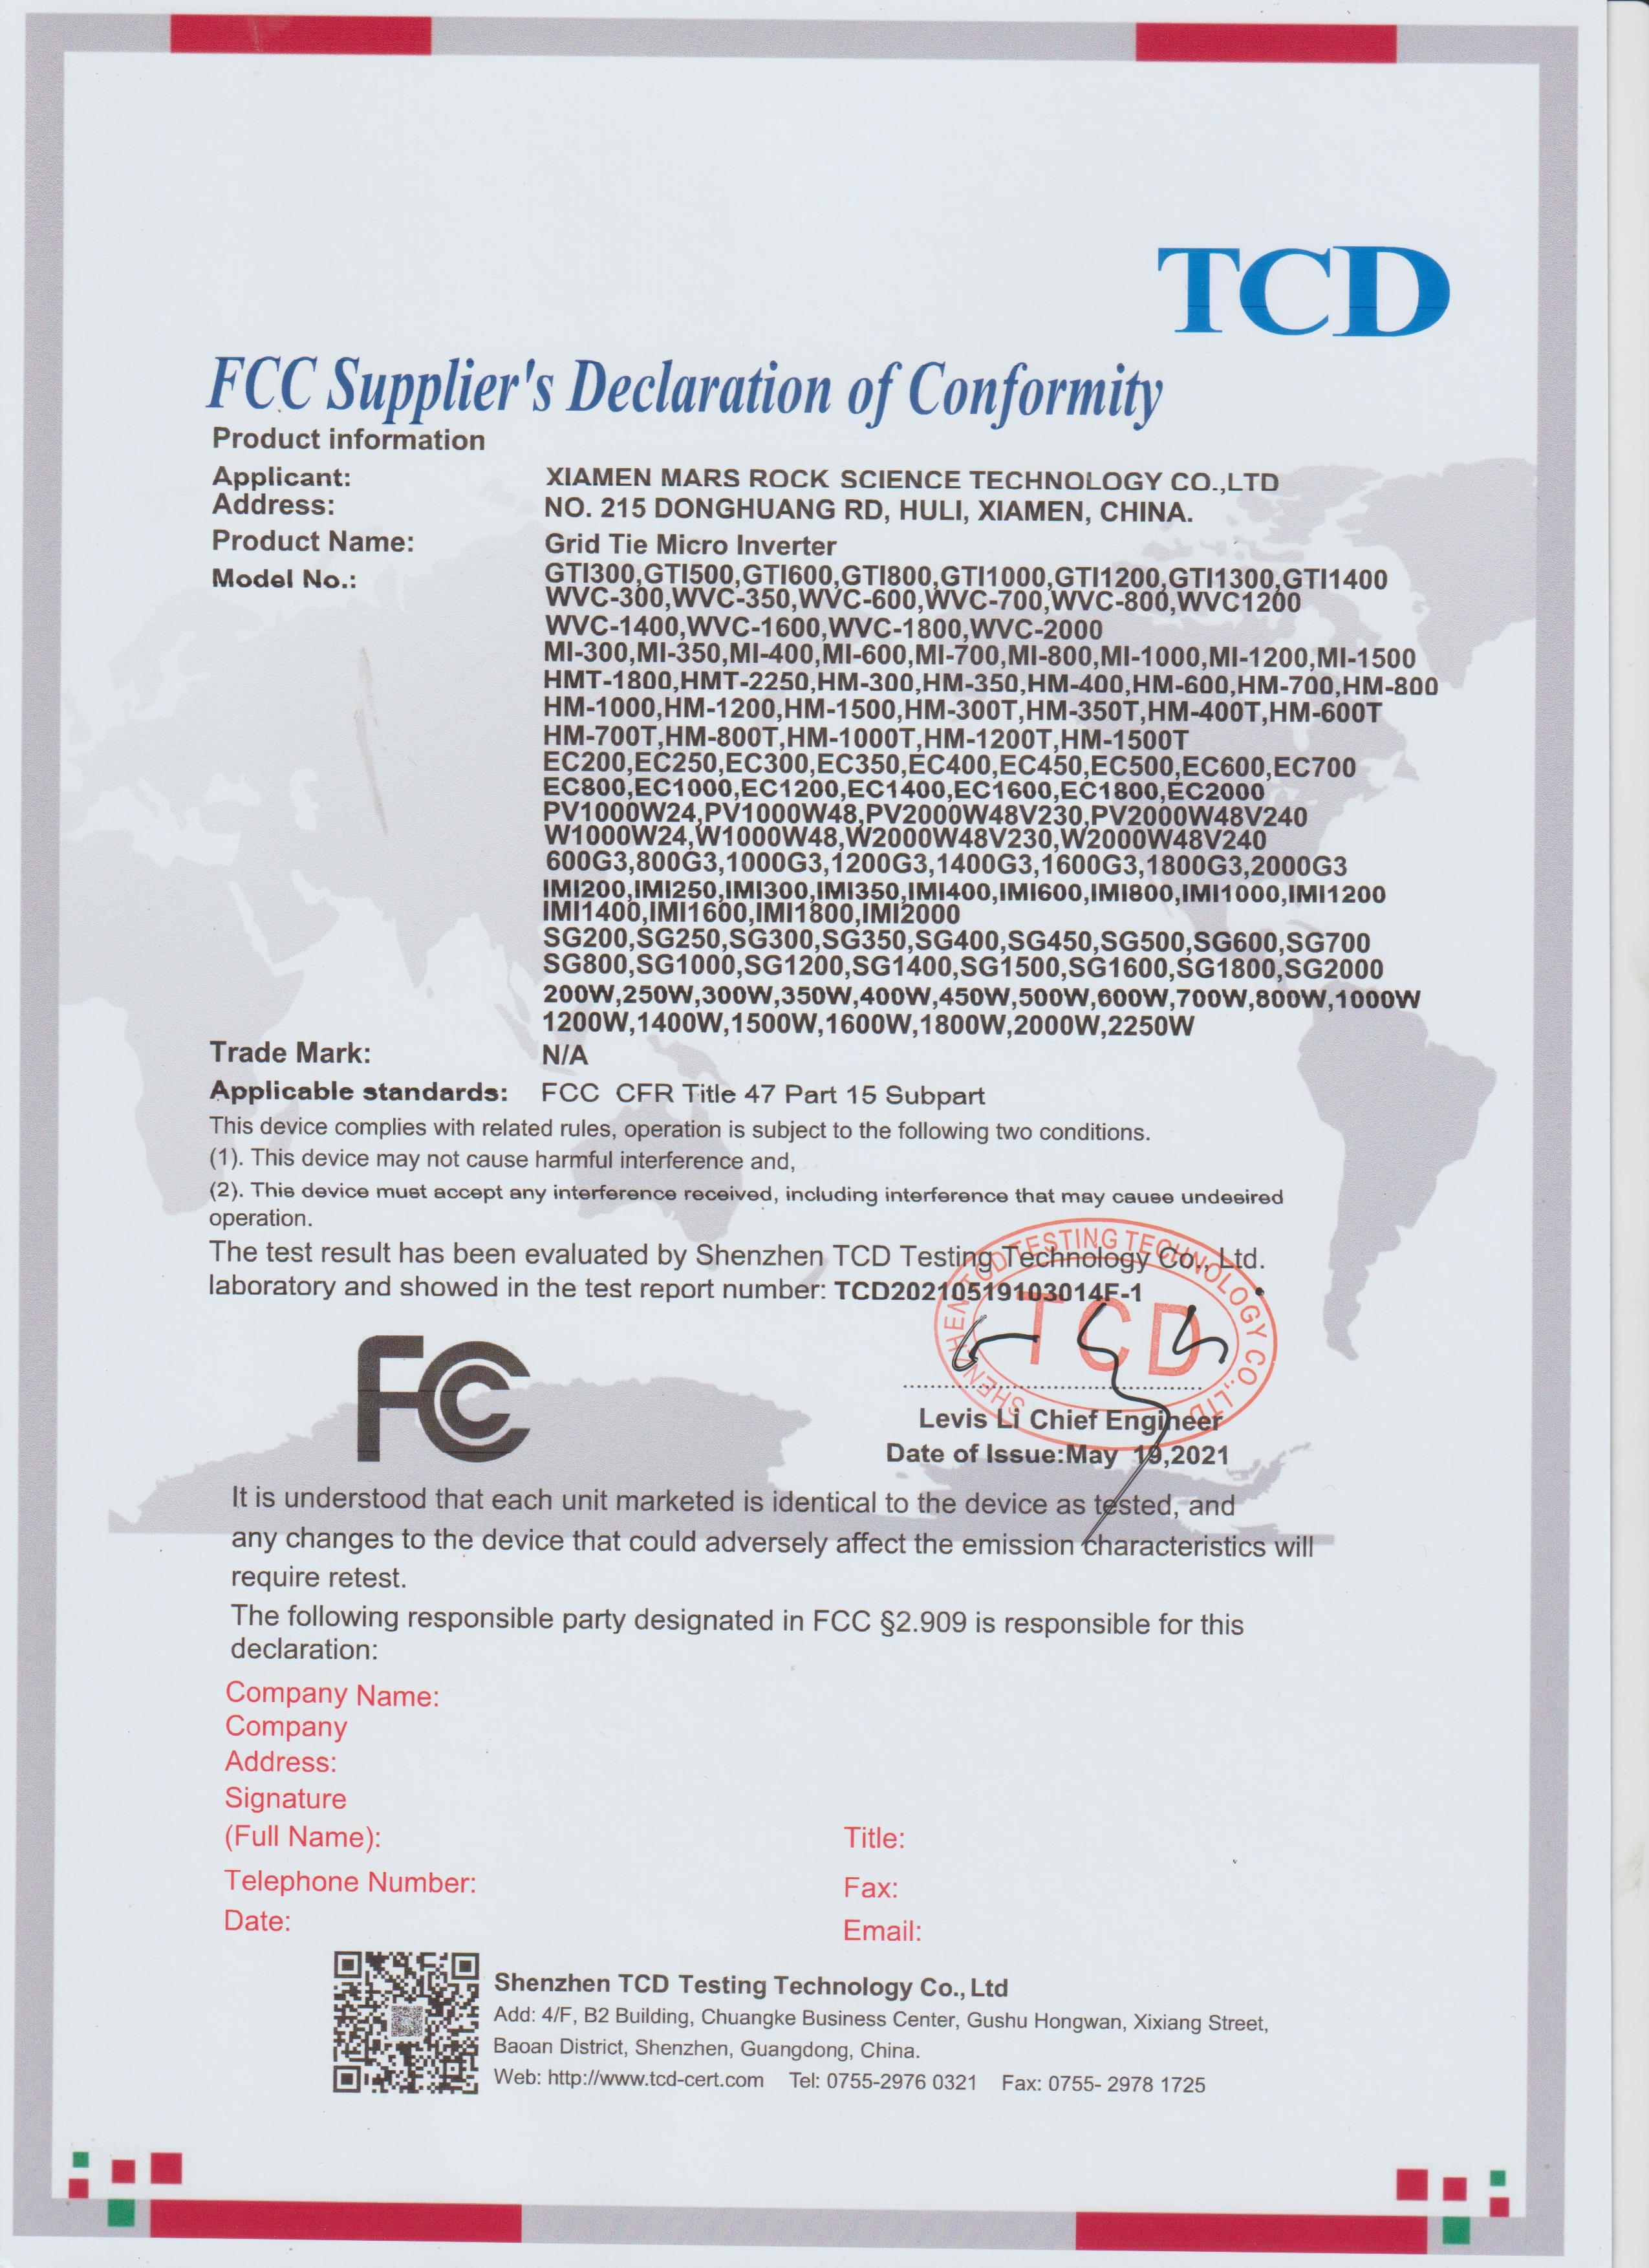 TCD
FCC Supplier's Declaration of Conformity
Product information
Applicant: XIAMEN MARS ROCK SCIENCE TECHNOLOGY CO.,LTD
Address: NO. 215 DONGHUANG RD, HULI, XIAMEN, CHINA.
Product Name: Grid Tie Micro Inverter
Model No.: GTI300,GTI500,GTI600,GTI800,GTI1000,GTI1200,GTI1300,GTI1400
WVC-300,WVC-350,WVC-600,WVC-700,WVC-800,WVC1200
WVC-1400,WVC-1600,WVC-1800,WVC-2000
MI-300,MI-350,MI-400,MI-600,MI-700,MI-800,MI-1000,MI-1200,MI-1500
HMT-1800,HMT-2250,HM-300,HM-350,HM-400,HM-600,HM-700,HM-800
HM-1000,HM-1200,HM-1500,HM-300T,HM-350T,HM-400T,HM-600T
HM-700T,HM-800T,HM-1000T,HM-1200T,HM-1500T
EC200,EC250,EC300,EC350,EC400,EC450,EC500,EC600,EC700
EC800,EC1000,EC1200,EC1400,EC1600,EC1800,EC2000
PV1000W24,PV1000W48,PV2000W48V230,PV2000W48V240
W1000W24,W1000W48,W2000W48V230,W2000W48V240
600G3,800G3,1000G3,1200G3,1400G3,1600G3,1800G3,2000G3
IMI200,IMI250,IMI300,IMI350,IMI400,IMI600,IMI800,IMI1000,IMI1200
IMI1400,IMI1600,IMI1800,IMI2000
SG200,SG250,SG300,SG350,SG400,SG450,SG500,SG600,SG700
SG800,SG1000,SG1200,SG1400,SG1500,SG1600,SG1800,SG2000
200W,250W,300W,350W,400W,450W,500W,600W,700W,800W,1000W
1200W,1400W,1500W,1600W,1800W,2000W,2250W
Trade Mark: N/A
Applicable standards: FCC CFR Title 47 Part 15 Subpart
This device complies with related rules, operation is subject to the following two conditions.
(1). This device may not cause harmful interference and,
(2). This device must accept any interference received, including interference that may cause undesired
operation.
The test result has been evaluated by Shenzhen TCD Testing Technology Co., Ltd.
laboratory and showed in the test report number: TCD20210519103014F-1
SHENZHEN TCD TESTING TECHNOLOGY CO.,LTD
TCD
FCC
Levis Li Chief Engineer
Date of Issue:May 19,2021
It is understood that each unit marketed is identical to the device as tested, and
any changes to the device that could adversely affect the emission characteristics will
require retest.
The following responsible party designated in FCC §2.909 is responsible for this
declaration:
Company Name:
Company
Address:
Signature
(Full Name): Title:
Telephone Number: Fax:
Date: Email:
Shenzhen TCD Testing Technology Co., Ltd
Add: 4/F, B2 Building, Chuangke Business Center, Gushu Hongwan, Xixiang Street,
Baoan District, Shenzhen, Guangdong, China.
Web: http://www.tcd-cert.com Tel: 0755-2976 0321 Fax: 0755- 2978 1725